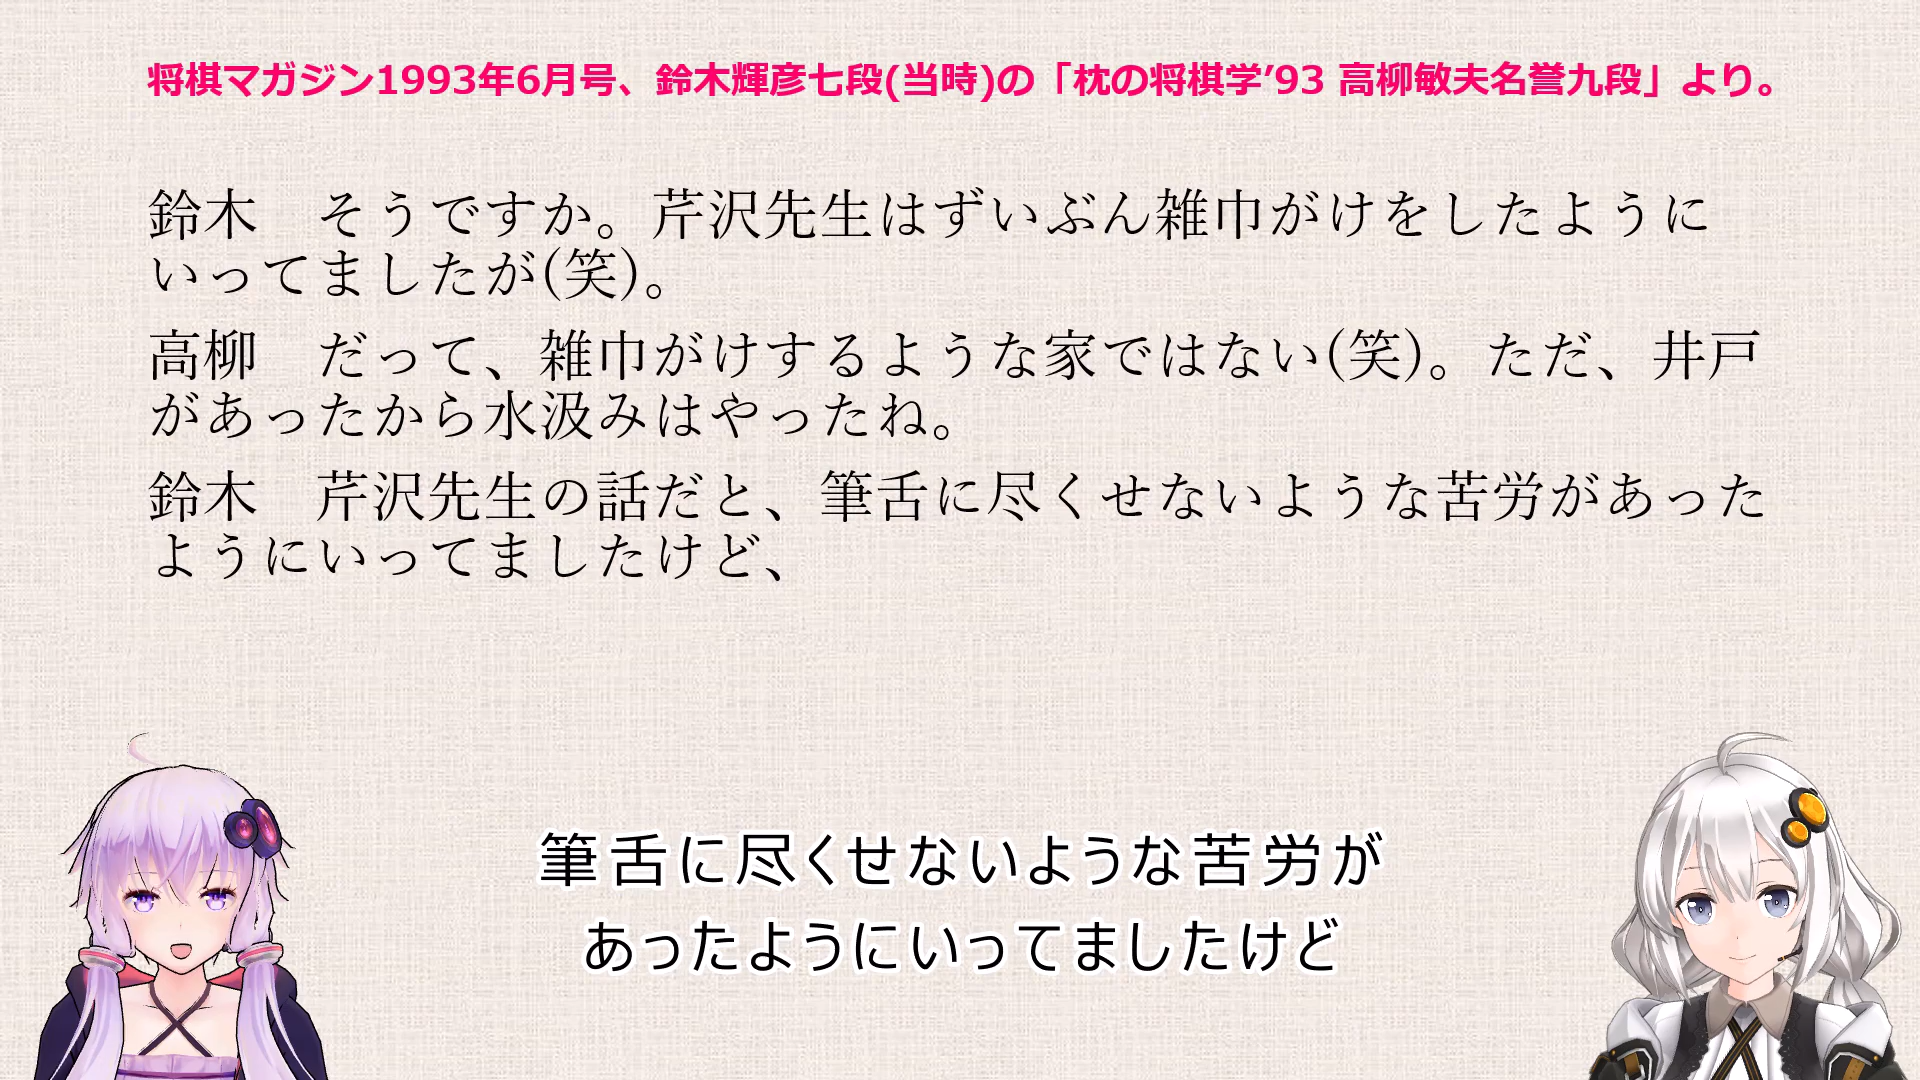 将棋マガジン1993年6月号、鈴木輝彦七段(当時)の「枕の将棋学’93 高柳敏夫名誉九段」より。
鈴木　そうですか。芹沢先生はずいぶん雑巾がけをしたように
いってましたが(笑)。
高柳　だって、雑巾がけするような家ではない(笑)。ただ、井戸
があったから水汲みはやったね。
鈴木　芹沢先生の話だと、筆舌に尽くせないような苦労があった
ようにいってましたけど、
筆舌に尽くせないような苦労が
あったようにいってましたけど